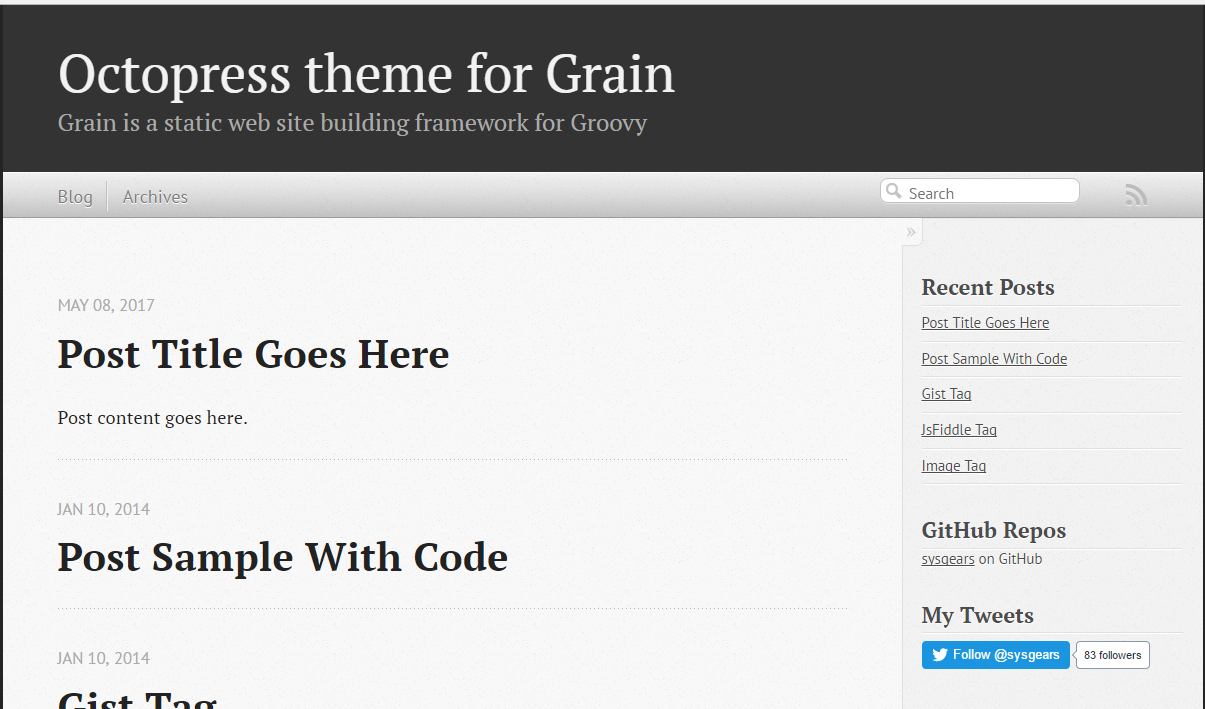 Octopress theme for Grain
Grain is a static web site building framework for Groovy
Blog
Archives
Search
»
MAY 08, 2017
Post Title Goes Here
Post content goes here.
JAN 10, 2014
Post Sample With Code
JAN 10, 2014
Gist Tag
Recent Posts
Post Title Goes Here
Post Sample With Code
Gist Tag
JsFiddle Tag
Image Tag
GitHub Repos
sysgears on GitHub
My Tweets
Follow @sysgears
83 followers